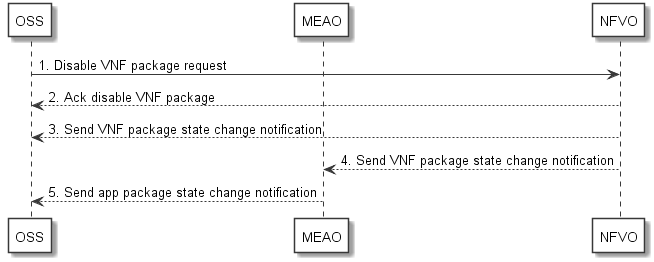 OSS MEAO NFVO
1. Disable VNF package request
2. Ack disable VNF package
3. Send VNF package state change notification
4. Send VNF package state change notification
5. Send app package state change notification
OSS MEAO NFVO